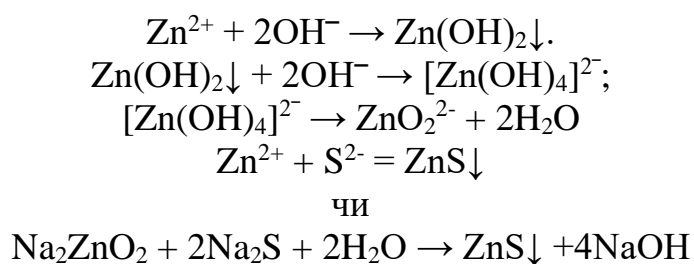 Zn²⁺ + 2OH⁻ → Zn(OH)₂↓.
Zn(OH)₂↓ + 2OH⁻ → [Zn(OH)₄]²⁻;
[Zn(OH)₄]²⁻ → ZnO₂²⁻ + 2H₂O
Zn²⁺ + S²⁻ = ZnS↓
чи
Na₂ZnO₂ + 2Na₂S + 2H₂O → ZnS↓ +4NaOH